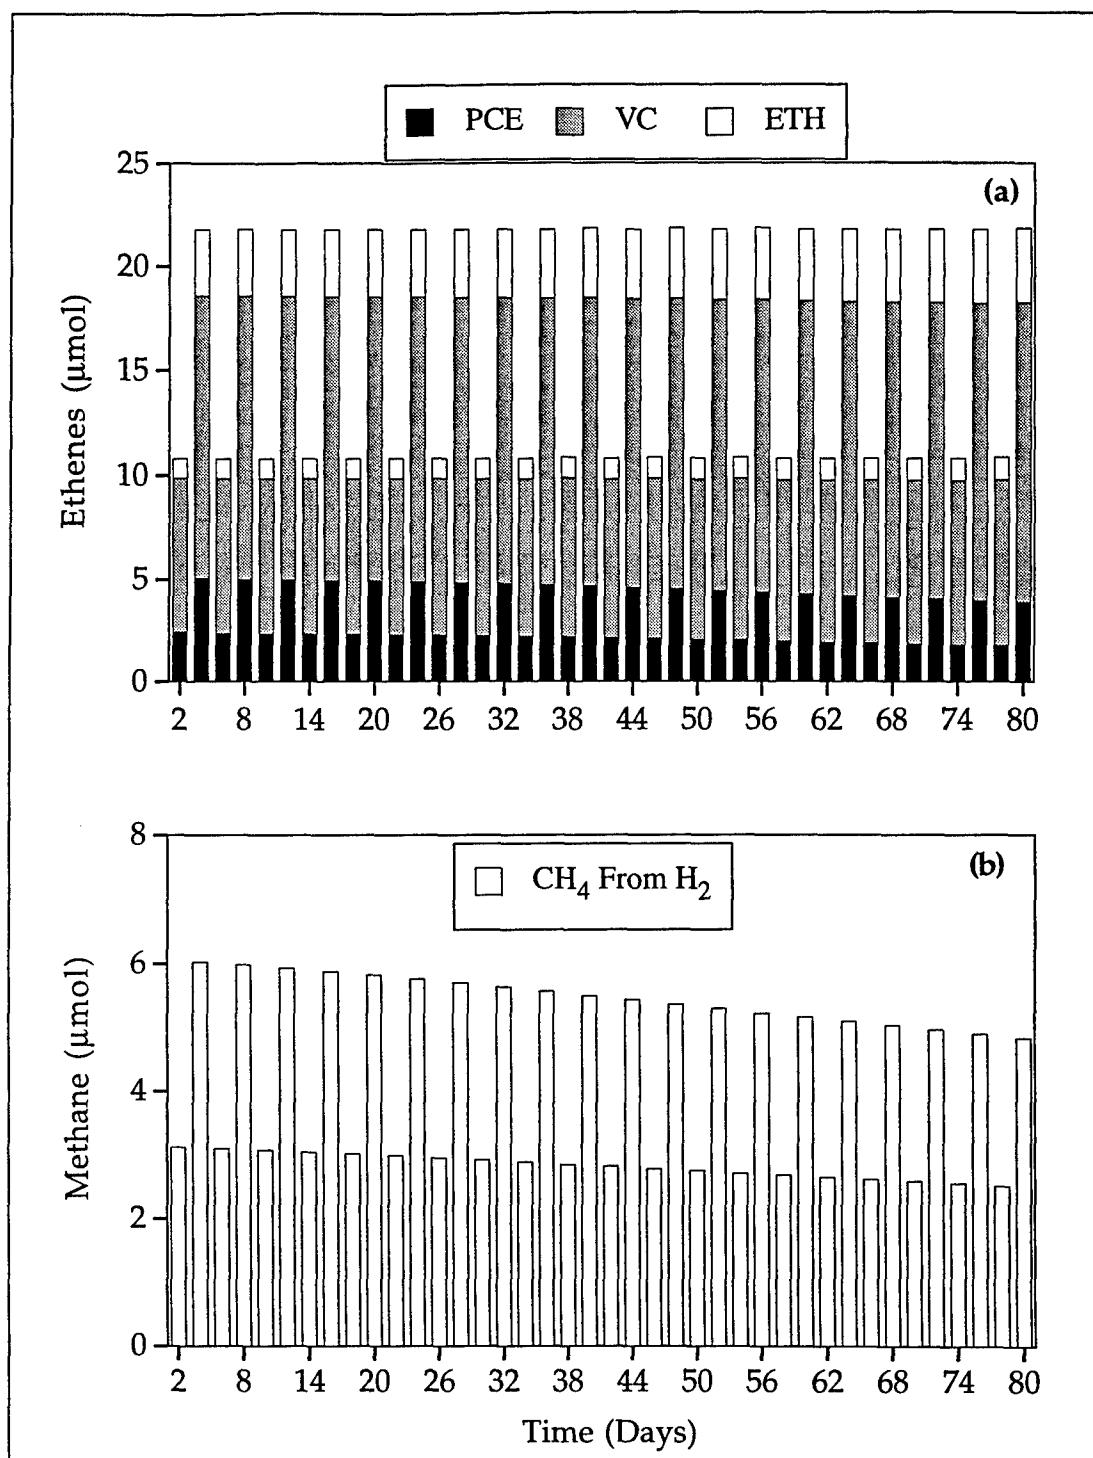 PCE VC ETH
(a)
25
20
15
10
5
0
Ethenes (µmol)
2 8 14 20 26 32 38 44 50 56 62 68 74 80
(b)
CH₄ From H₂
8
6
4
2
0
Methane (µmol)
2 8 14 20 26 32 38 44 50 56 62 68 74 80
Time (Days)